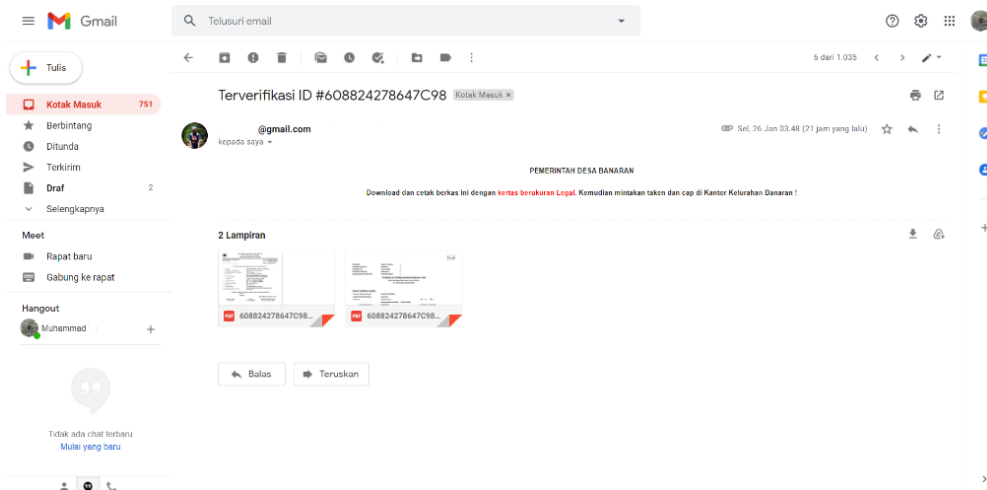 Gmail
Telusuri email
Tulis
6 dari 1.035
Kotak Masuk 751
Berbintang
Ditunda
Terkirim
Draf 2
Selengkapnya
Meet
Rapat baru
Gabung ke rapat
Hangout
Muhammad
Tidak ada chat terbaru
Mulai yang baru
Terverifikasi ID #608824278647C98 Kotak Masuk ×
@gmail.com
Sel, 26 Jan 03.48 (21 jam yang lalu)
kepada saya
PEMERINTAH DESA BANARAN
Download dan cetak berkas ini dengan kertas berukuran Legal. Kemudian mintakan taken dan cap di Kantor Kelurahan Banaran !
2 Lampiran
PDF 608824278647C98...
PDF 608824278647C98...
Balas
Teruskan